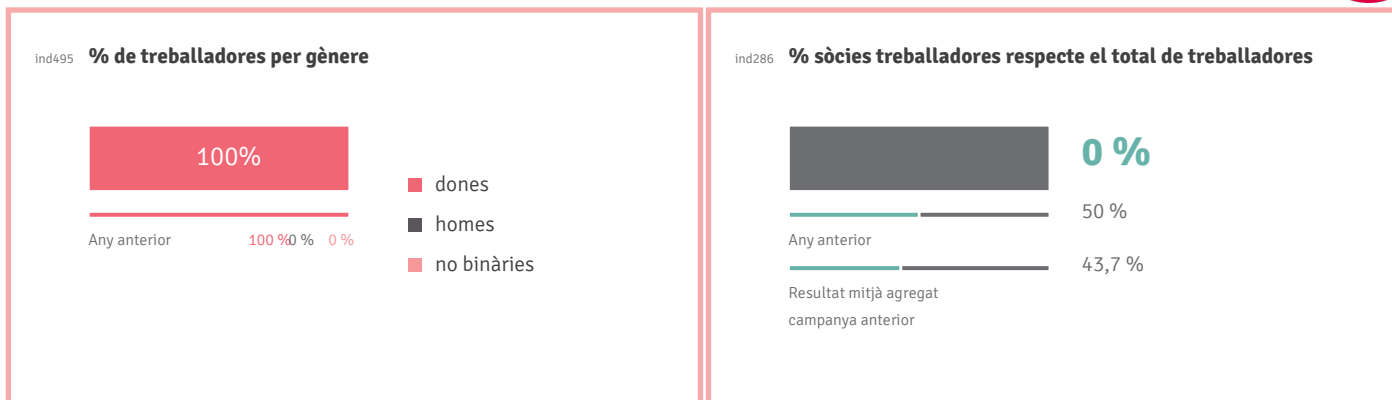 ind495 % de treballadores per gènere
100%
dones
homes
no binàries
Any anterior 100 % 0 % 0 %
ind286 % sòcies treballadores respecte el total de treballadores
0 %
50 %
Any anterior
43,7 %
Resultat mitjà agregat
campanya anterior